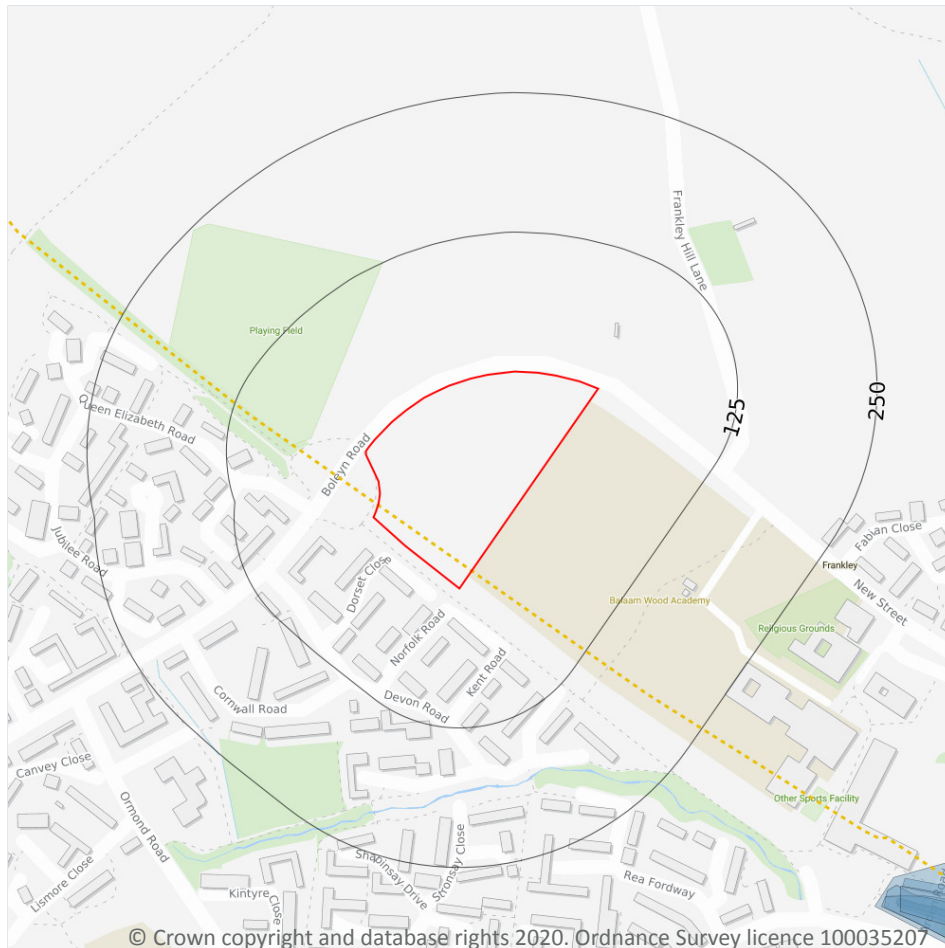 Frankley Hill Lane
Playing Field
250
125
Queen Elizabeth Road
Boleyn Road
Fabian Close
Jubilee Road
Frankley
Dorset Close
New Street
Balaam Wood Academy
Religious Grounds
Norfolk Road
Kent Road
Devon Road
Cornwall Road
Canvey Close
Other Sports Facility
Ormond Road
Stronsay Close
Shapinsay Drive
Lismore Close
Rea Fordway
Kintyre
Close
© Crown copyright and database rights 2020. Ordnance Survey licence 100035207